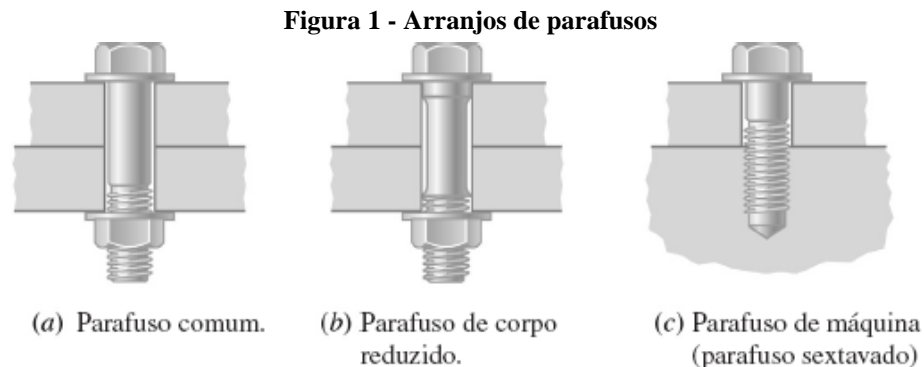 Figura 1 - Arranjos de parafusos
(a) Parafuso comum.
(b) Parafuso de corpo
reduzido.
(c) Parafuso de máquina
(parafuso sextavado)